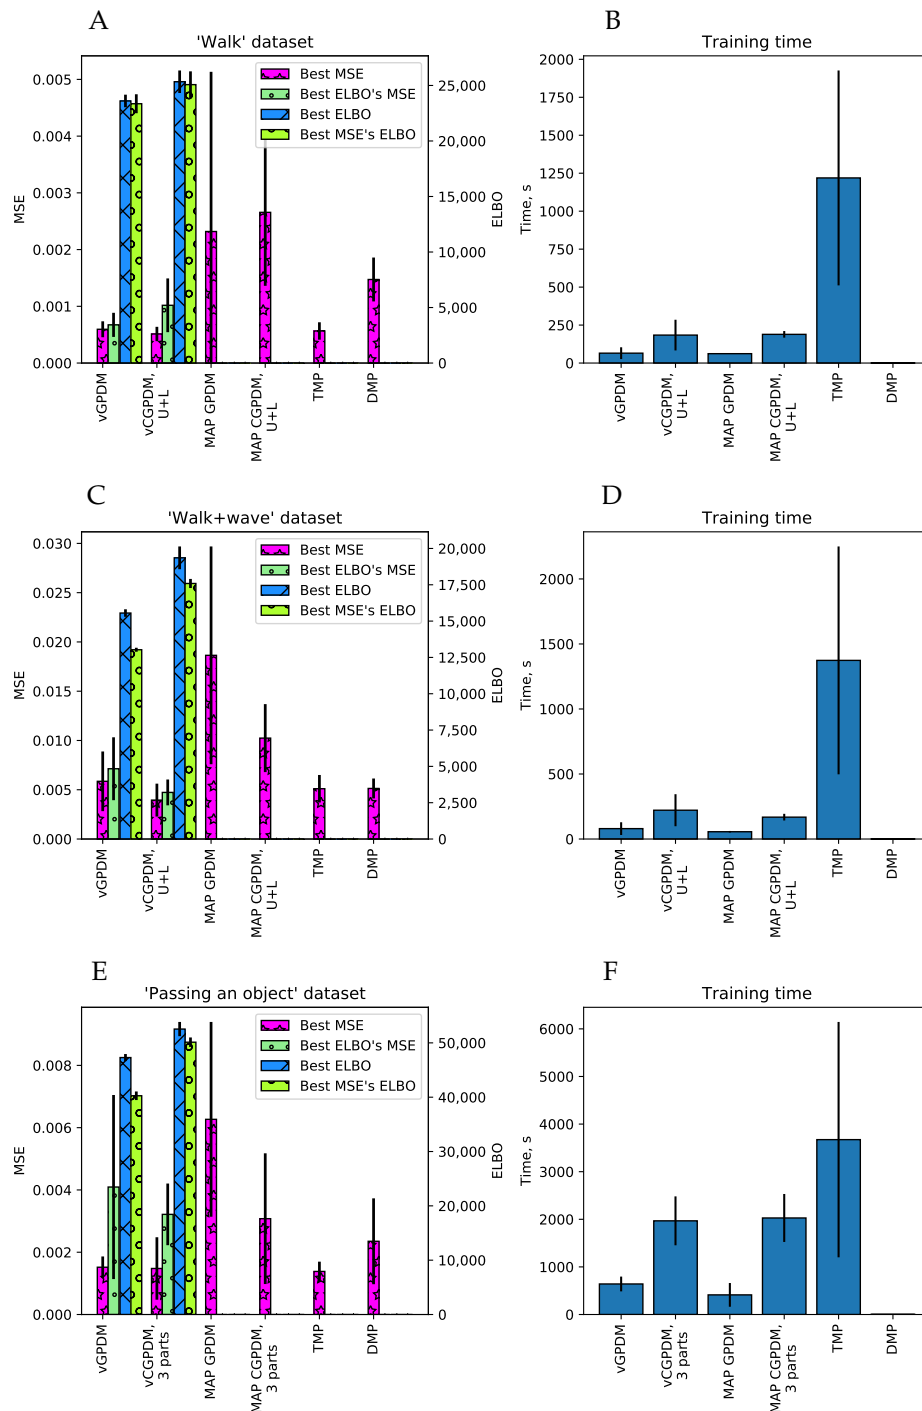 A
'Walk' dataset
MSE
0.005
0.004
0.003
0.002
0.001
0.000
Best MSE
Best ELBO's MSE
Best ELBO
Best MSE's ELBO
25,000
20,000
15,000
10,000
5,000
0
ELBO
vGPDM
vCGPDM,
U+L
MAP GPDM
MAP CGPDM,
U+L
TMP
DMP
B
Training time
Time, s
2000
1750
1500
1250
1000
750
500
250
0
vGPDM
vCGPDM,
U+L
MAP GPDM
MAP CGPDM,
U+L
TMP
DMP
C
'Walk+wave' dataset
MSE
0.030
0.025
0.020
0.015
0.010
0.005
0.000
Best MSE
Best ELBO's MSE
Best ELBO
Best MSE's ELBO
20,000
17,500
15,000
12,500
10,000
7,500
5,000
2,500
0
ELBO
vGPDM
vCGPDM,
U+L
MAP GPDM
MAP CGPDM,
U+L
TMP
DMP
D
Training time
Time, s
2000
1500
1000
500
0
vGPDM
vCGPDM,
U+L
MAP GPDM
MAP CGPDM,
U+L
TMP
DMP
E
'Passing an object' dataset
MSE
0.008
0.006
0.004
0.002
0.000
Best MSE
Best ELBO's MSE
Best ELBO
Best MSE's ELBO
50,000
40,000
30,000
20,000
10,000
0
ELBO
vGPDM
vCGPDM,
3 parts
MAP GPDM
MAP CGPDM,
3 parts
TMP
DMP
F
Training time
Time, s
6000
5000
4000
3000
2000
1000
0
vGPDM
vCGPDM,
3 parts
MAP GPDM
MAP CGPDM,
3 parts
TMP
DMP